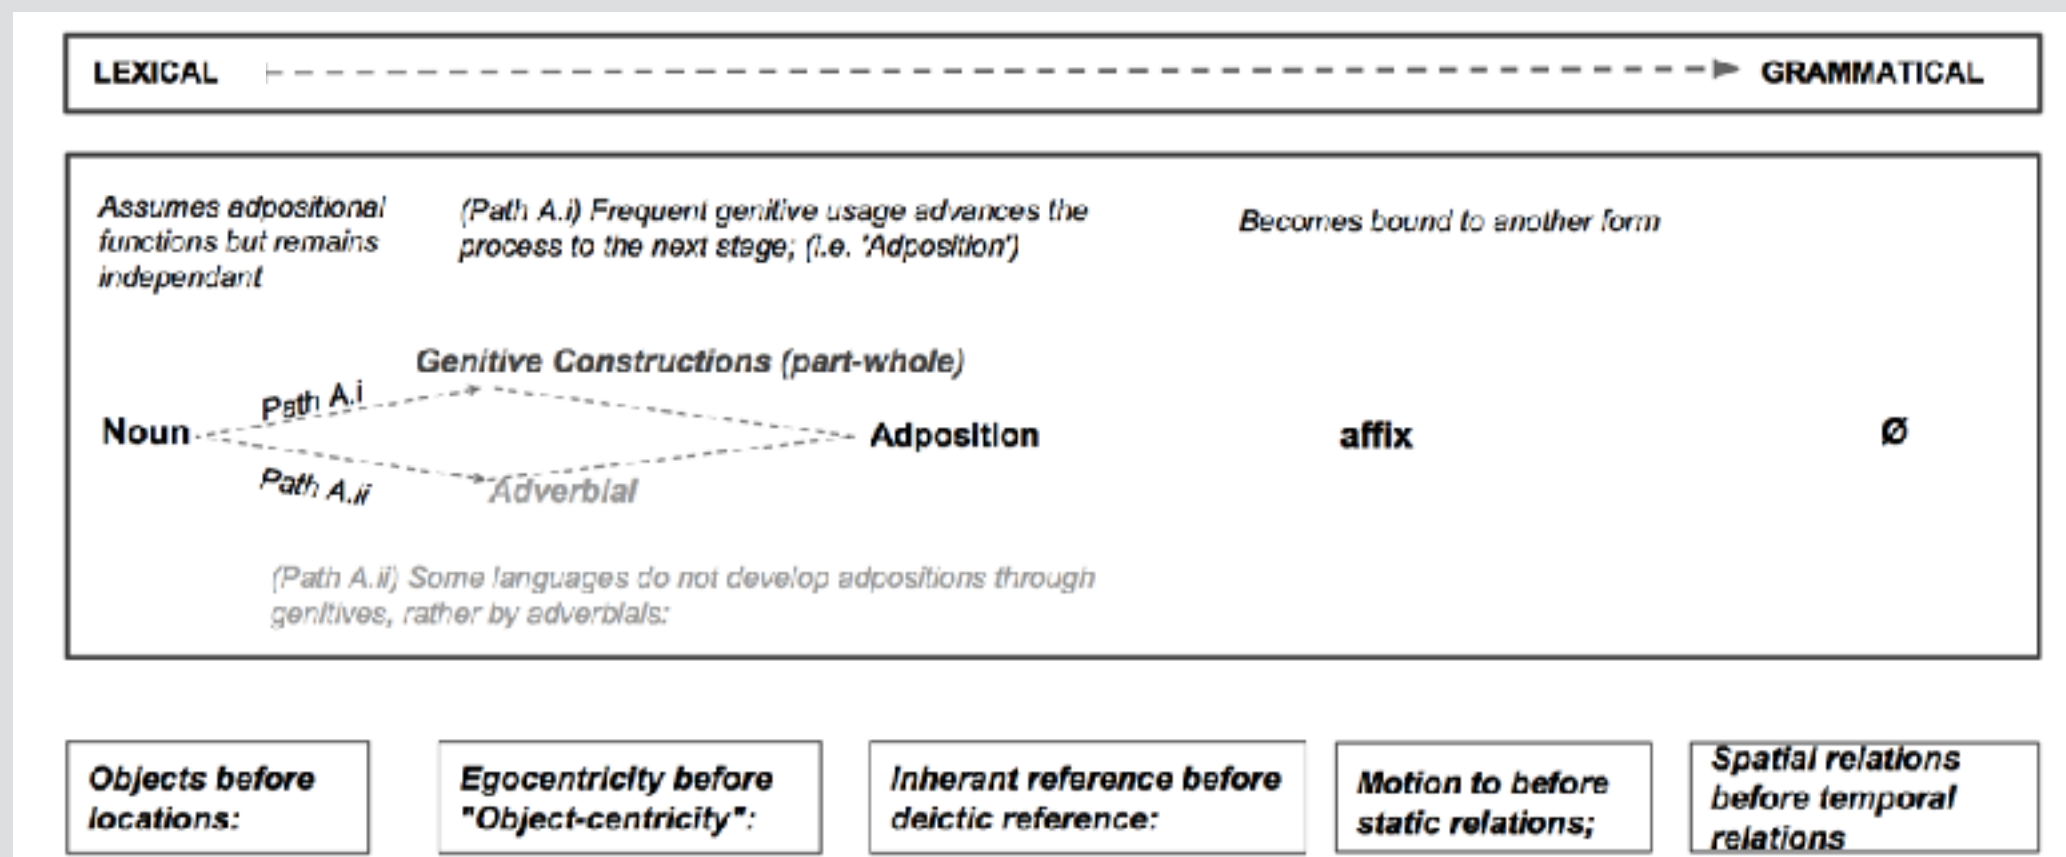 LEXICAL
GRAMMATICAL
Assumes adpositional
functions but remains
independant
(Path A.i) Frequent genitive usage advances the
process to the next stage; (i.e. 'Adposition')
Becomes bound to another form
Genitive Constructions (part-whole)
Path A.i
Noun
Adposition
affix
Ø
Path A.ii
Adverbial
(Path A.ii) Some languages do not develop adpositions through
genitives, rather by adverbials:
Objects before
locations:
Egocentricity before
"Object-centricity":
Inherant reference before
deictic reference:
Motion to before
static relations;
Spatial relations
before temporal
relations